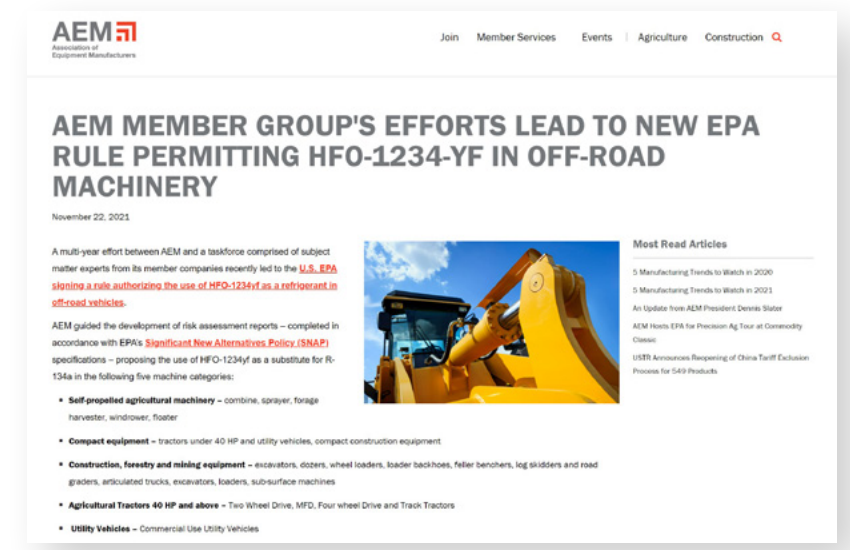 AEM
Association of
Equipment Manufacturers
Join Member Services Events Agriculture Construction
AEM MEMBER GROUP'S EFFORTS LEAD TO NEW EPA
RULE PERMITTING HFO-1234-YF IN OFF-ROAD
MACHINERY
November 22, 2021
A multi-year effort between AEM and a taskforce comprised of subject
matter experts from its member companies recently led to the U.S. EPA
signing a rule authorizing the use of HFO-1234yf as a refrigerant in
off-road vehicles.
AEM guided the development of risk assessment reports – completed in
accordance with EPA's Significant New Alternatives Policy (SNAP)
specifications – proposing the use of HFO-1234yf as a substitute for R-
134a in the following five machine categories:
▪ Self-propelled agricultural machinery – combine, sprayer, forage
harvester, windrower, floater
▪ Compact equipment – tractors under 40 HP and utility vehicles, compact construction equipment
▪ Construction, forestry and mining equipment – excavators, dozers, wheel loaders, loader backhoes, feller benchers, log skidders and road
graders, articulated trucks, excavators, loaders, sub-surface machines
▪ Agricultural Tractors 40 HP and above – Two Wheel Drive, MFD, Four wheel Drive and Track Tractors
▪ Utility Vehicles – Commercial Use Utility Vehicles
Most Read Articles
5 Manufacturing Trends to Watch in 2020
5 Manufacturing Trends to Watch in 2021
An Update from AEM President Dennis Slater
AEM Hosts EPA for Precision Ag Tour at Commodity
Classic
USTR Announces Reopening of China Tariff Exclusion
Process for 549 Products